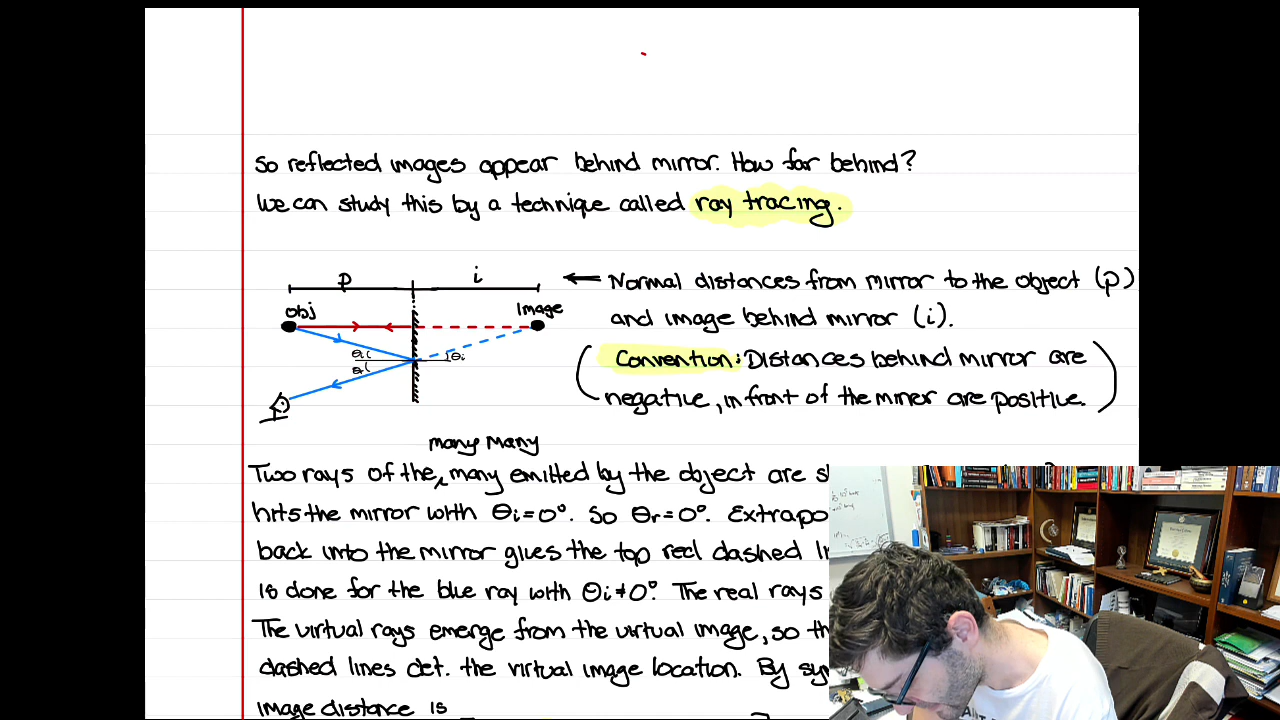 So reflected images appear behind mirror. How far behind?
We can study this by a technique called ray tracing.
p i
Obj Image
θi θi
θr
← Normal distances from mirror to the object (p)
and image behind mirror (i).
(Convention: Distances behind mirror are
negative, in front of the mirror are positive.)
many many
Two rays of the many emitted by the object are
hits the mirror with θi=0°. So θr=0°.
back into the mirror gives the top red dashed
is done for the blue ray with θi≠0°. The real rays
The virtual rays emerge from the virtual image, so
dashed lines det. the virtual image location. By
image distance is